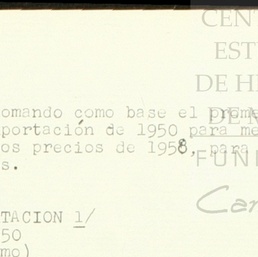 CEN
EST
DE HI
omando como base el prome
portación de 1950 para me
os precios de 1958, para
s.
FUN
Car
TACION 1/
50
mo)